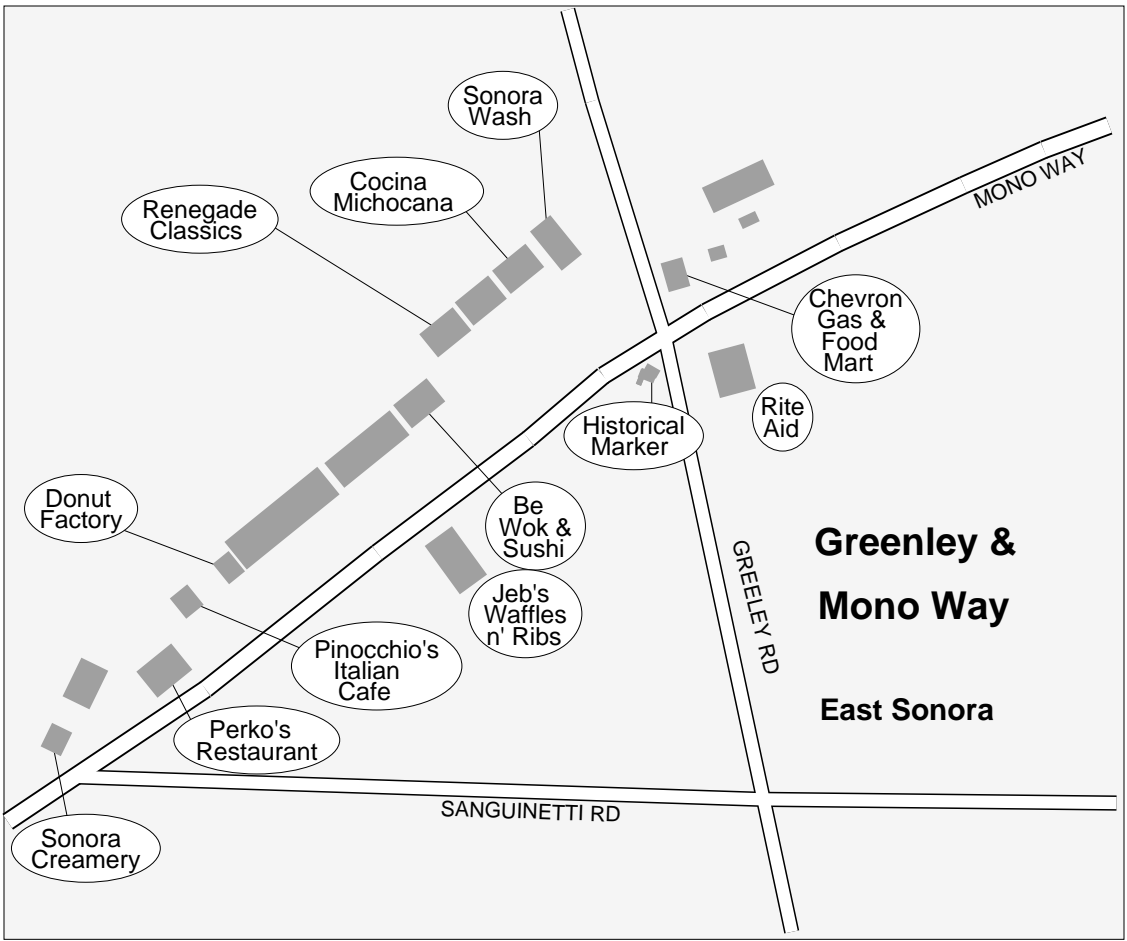 Sonora
Wash
Cocina
Michocana
Renegade
Classics
MONO WAY
Chevron
Gas &
Food
Mart
Rite
Aid
Historical
Marker
Donut
Factory
Be
Wok &
Sushi
Greenley &
Mono Way
GREELEY RD
Jeb's
Waffles
n' Ribs
Pinocchio's
Italian
Cafe
East Sonora
Perko's
Restaurant
SANGUINETTI RD
Sonora
Creamery